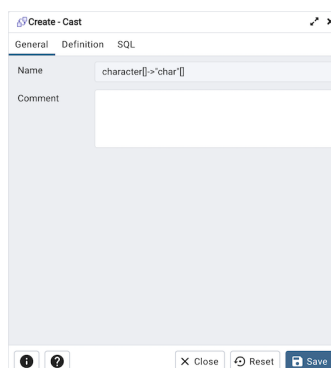 Create - Cast
General Definition SQL
Name character[]->"char"[]
Comment
Close Reset Save